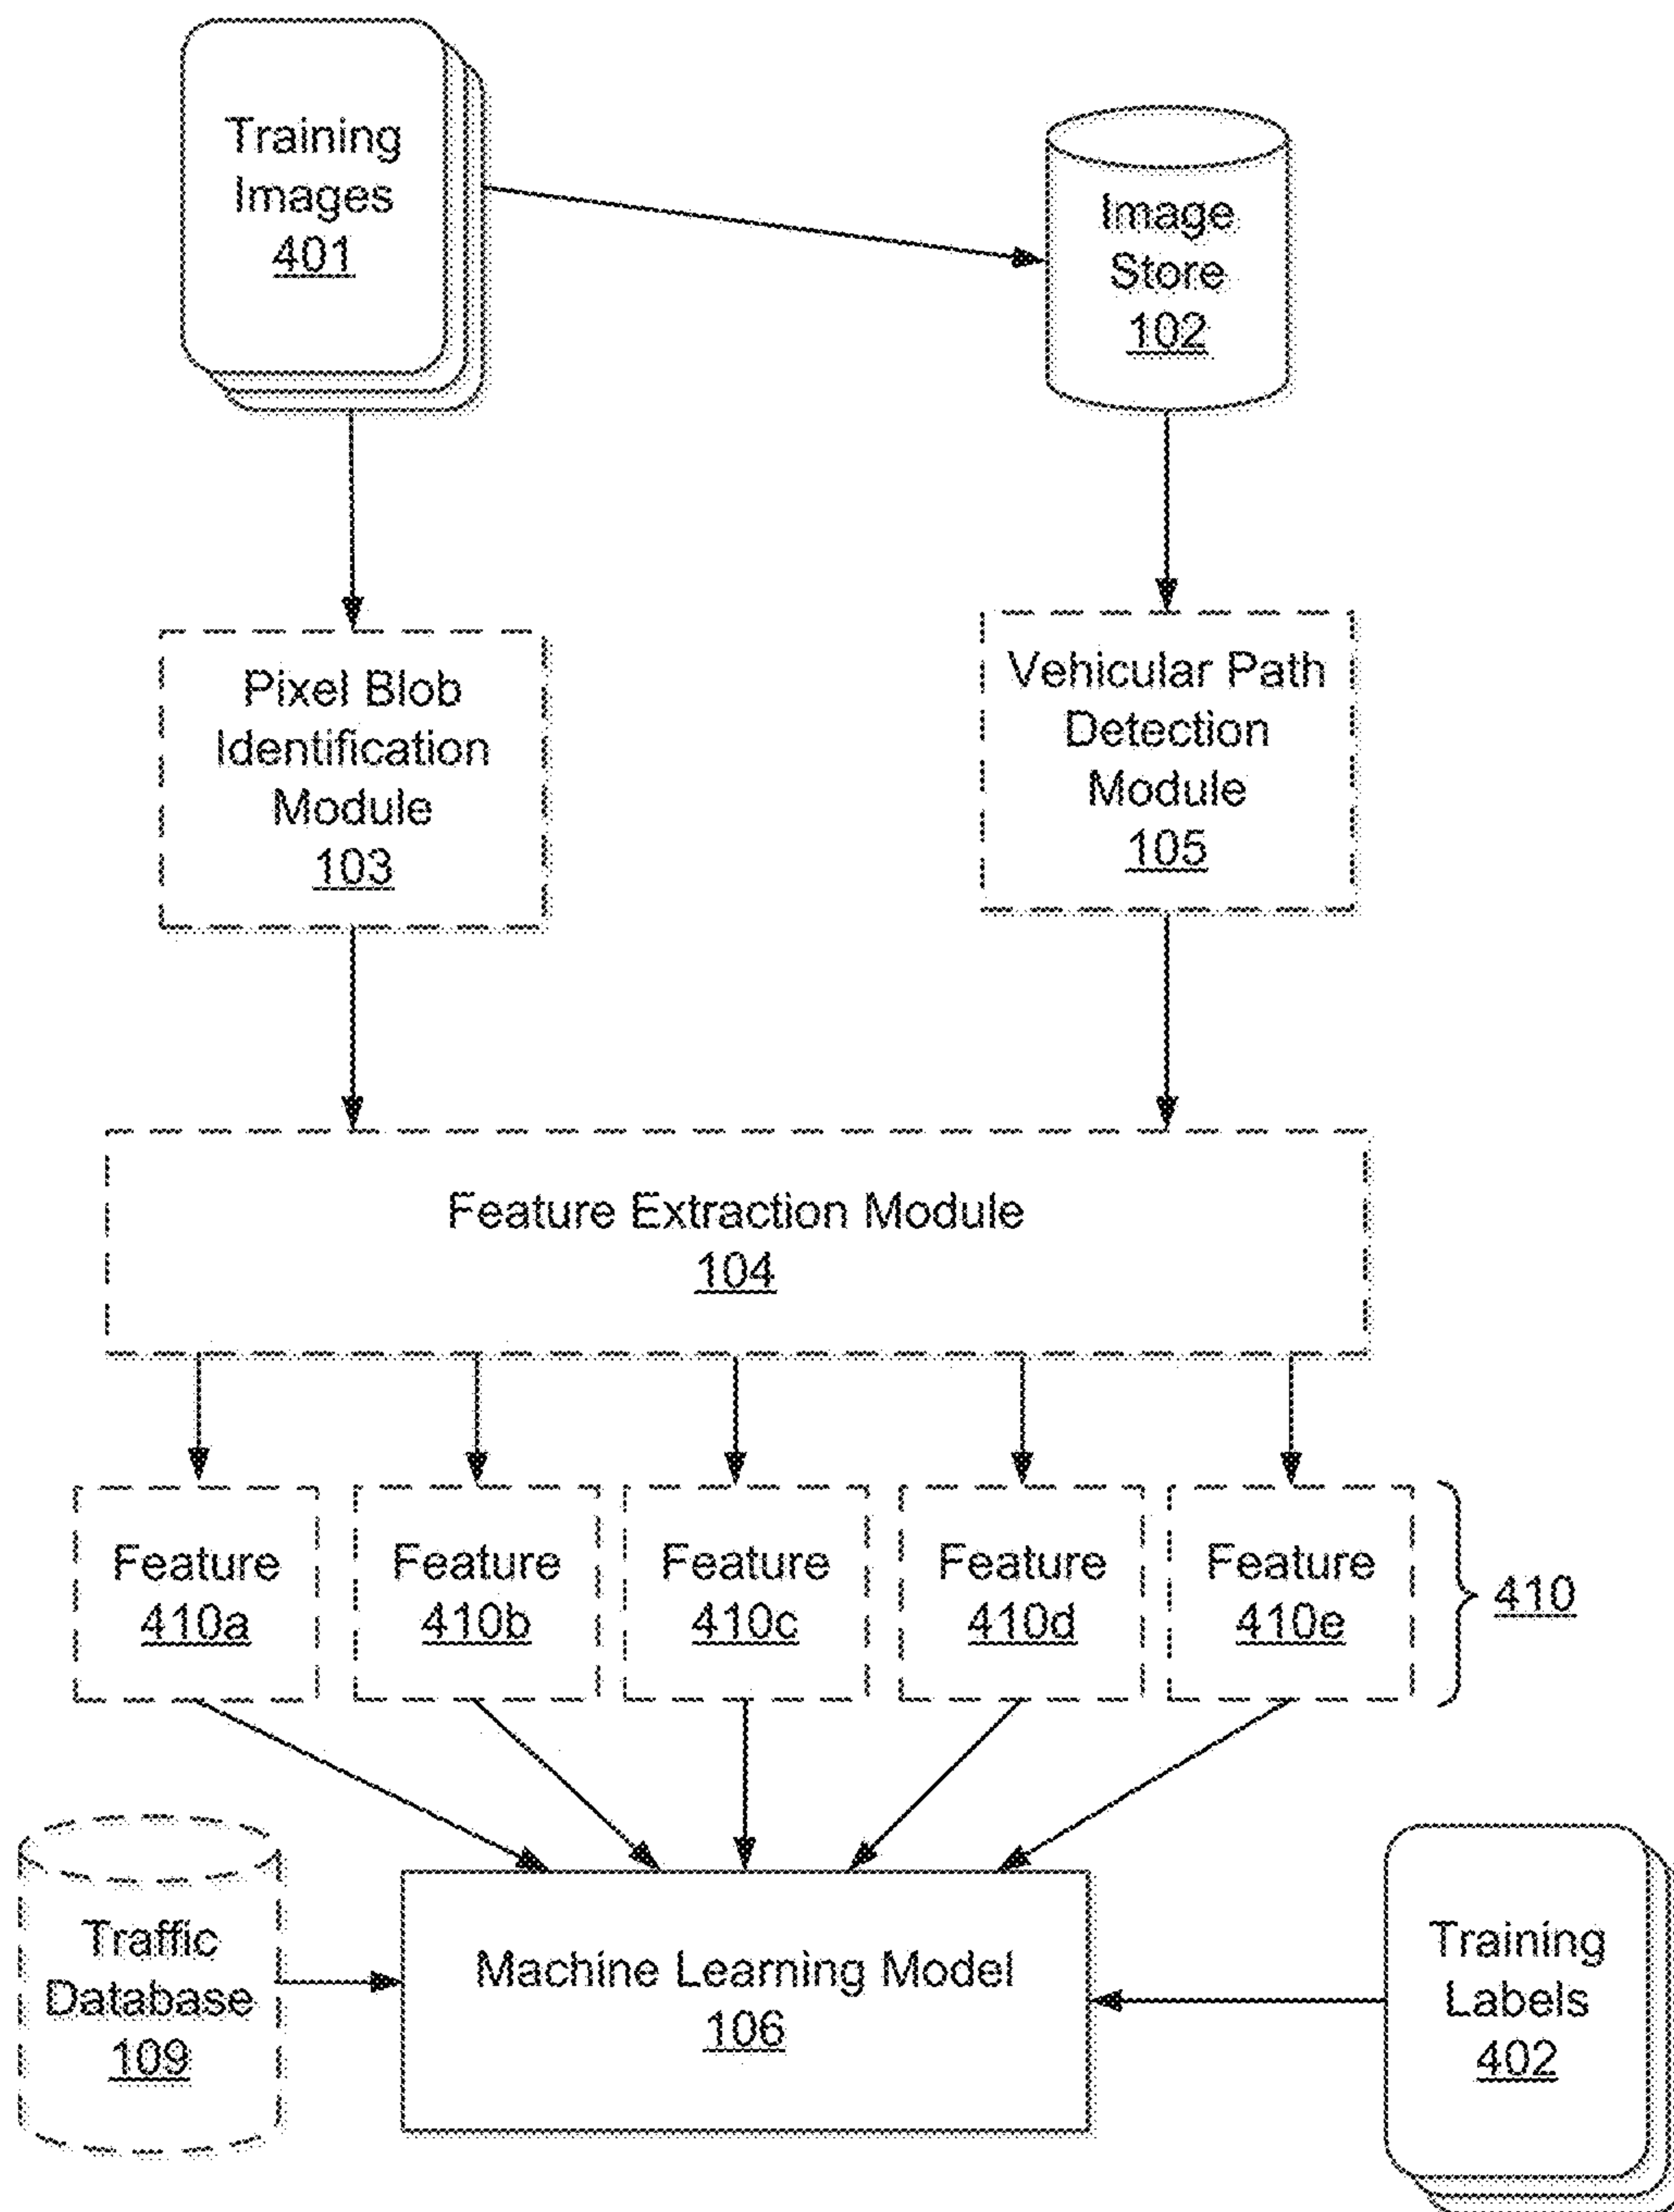 Training
Images
401
Image
Store
102
Pixel Blob
Identification
Module
103
Vehicular Path
Detection
Module
105
Feature Extraction Module
104
Feature
410a
Feature
410b
Feature
410c
Feature
410d
Feature
410e
410
Traffic
Database
109
Machine Learning Model
106
Training
Labels
402